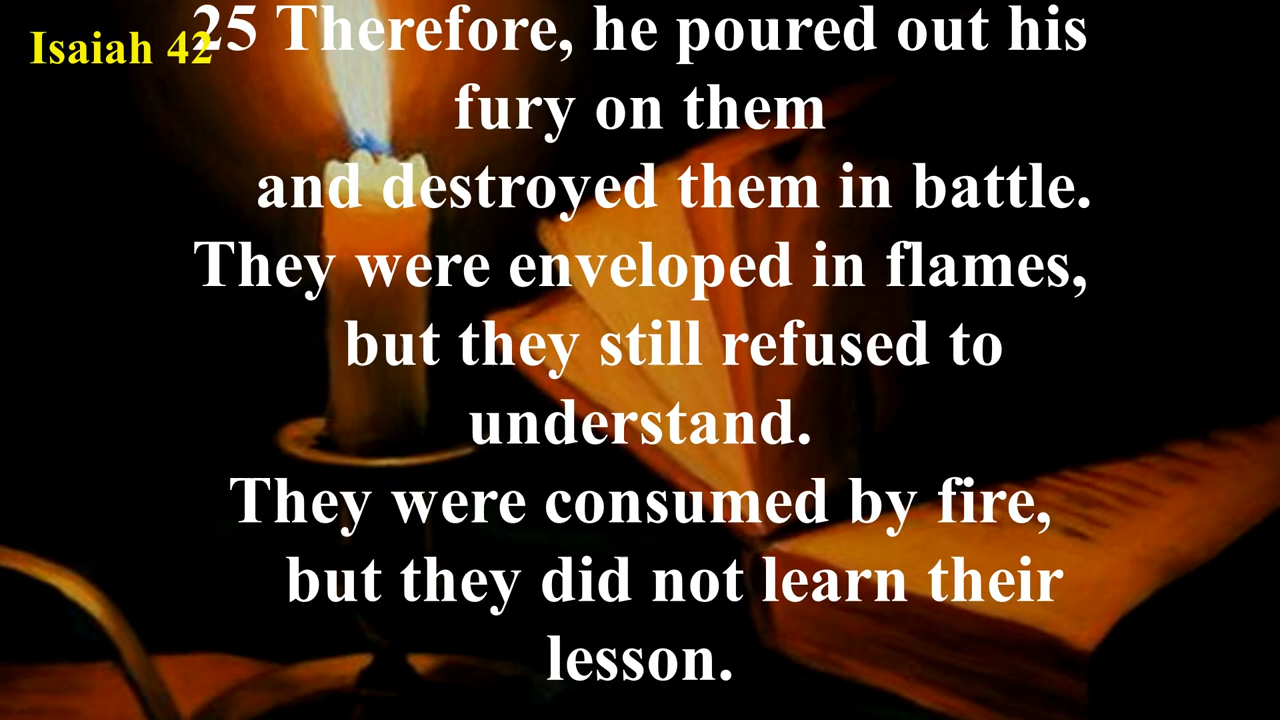 Isaiah 42
25 Therefore, he poured out his
fury on them
and destroyed them in battle.
They were enveloped in flames,
but they still refused to
understand.
They were consumed by fire,
but they did not learn their
lesson.